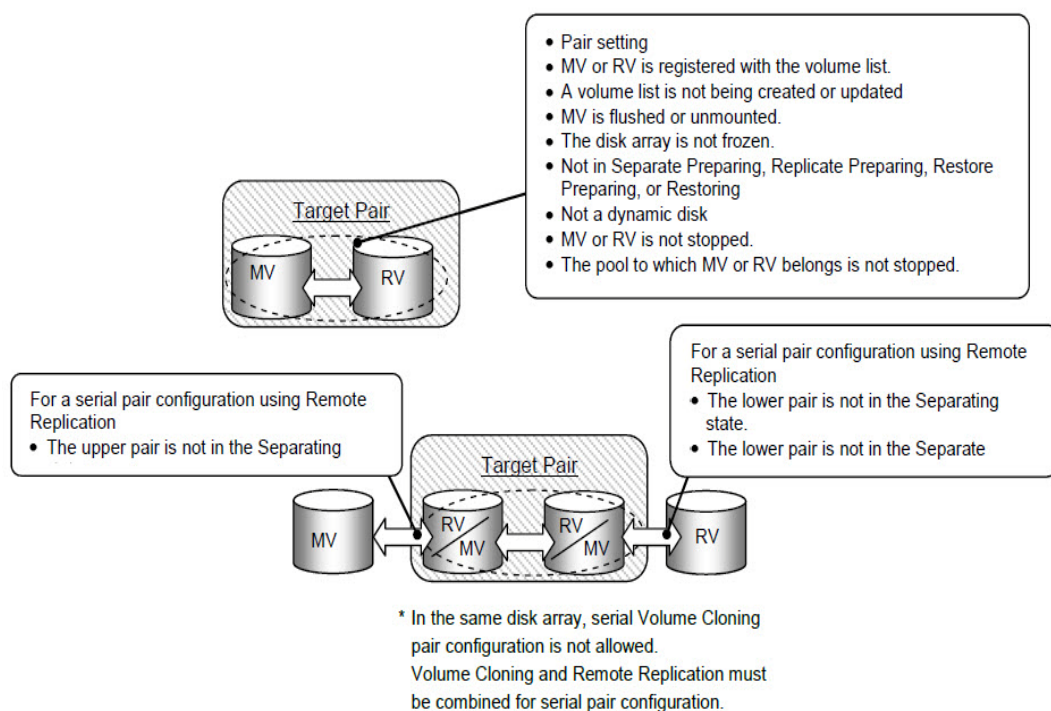 • Pair setting
• MV or RV is registered with the volume list.
• A volume list is not being created or updated
• MV is flushed or unmounted.
• The disk array is not frozen.
• Not in Separate Preparing, Replicate Preparing, Restore
Preparing, or Restoring
• Not a dynamic disk
• MV or RV is not stopped.
• The pool to which MV or RV belongs is not stopped.
Target Pair
MV
RV
For a serial pair configuration using Remote
Replication
• The upper pair is not in the Separating
For a serial pair configuration using Remote
Replication
• The lower pair is not in the Separating
state.
• The lower pair is not in the Separate
Target Pair
MV
RV
MV
RV
MV
RV
* In the same disk array, serial Volume Cloning
pair configuration is not allowed.
Volume Cloning and Remote Replication must
be combined for serial pair configuration.